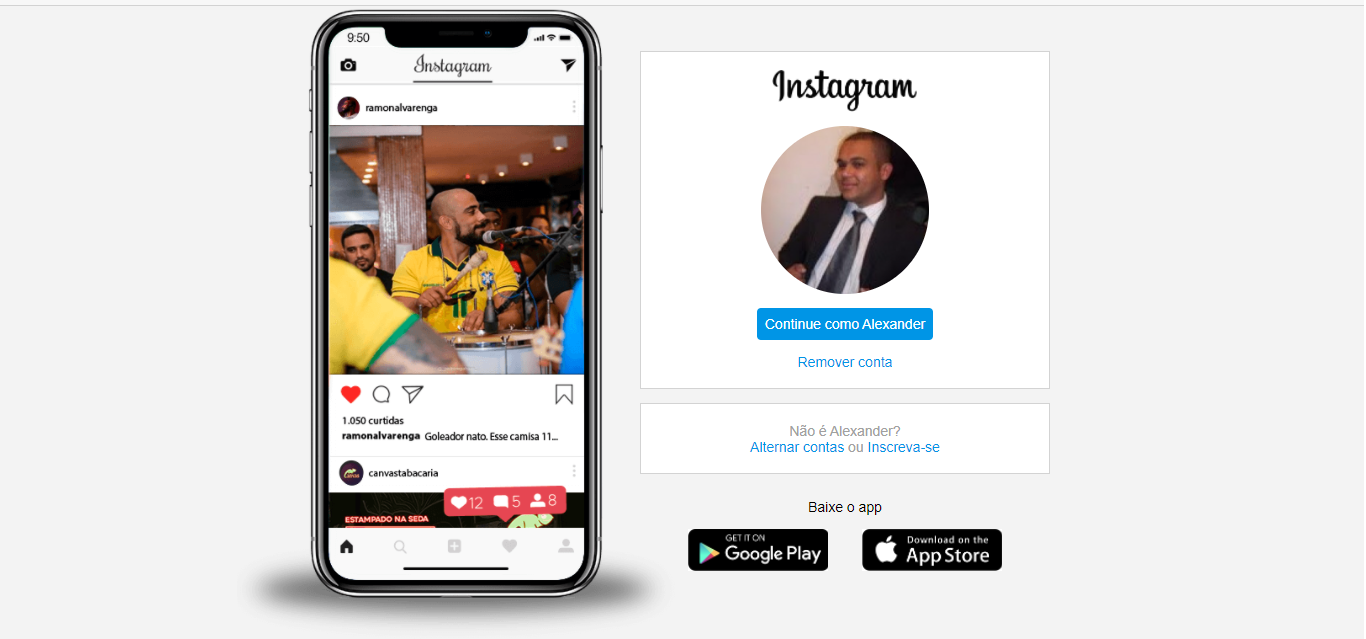 9:50
Instagram
ramonalvarenga
11
1.050 curtidas
ramonalvarenga Goleador nato. Esse camisa 11...
canvastabacaria
12 5 8
ESTAMPADO NA SEDA
Instagram
Continue como Alexander
Remover conta
Não é Alexander?
Alternar contas ou Inscreva-se
Baixe o app
GET IT ON
Google Play
Download on the
App Store